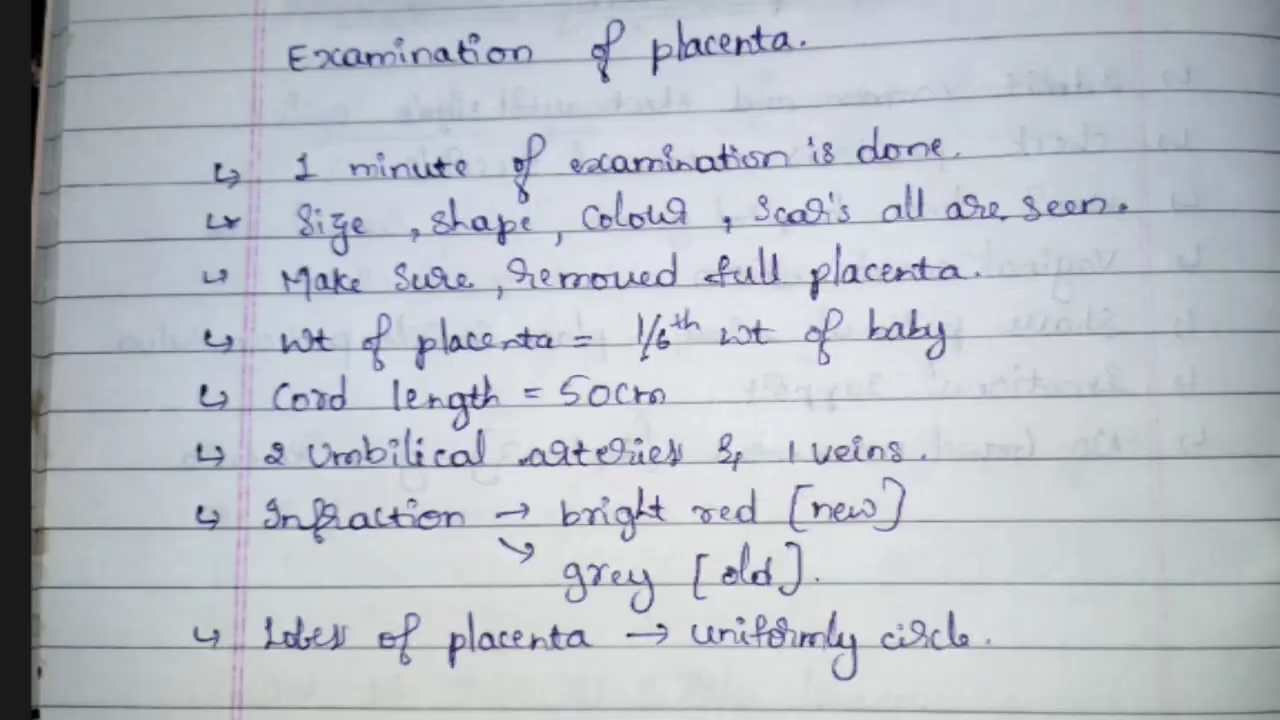 Examination of placenta.
↳ 1 minute of examination is done.
↳ Size, shape, colour, scar's all are seen.
↳ Make sure, removed full placenta.
↳ wt of placenta = 1/6th wt of baby
↳ Cord length = 50cm
↳ 2 umbilical arteries & 1 veins.
↳ Infraction → bright red [new]
↘ grey [old].
↳ Lobes of placenta → uniformly circle.